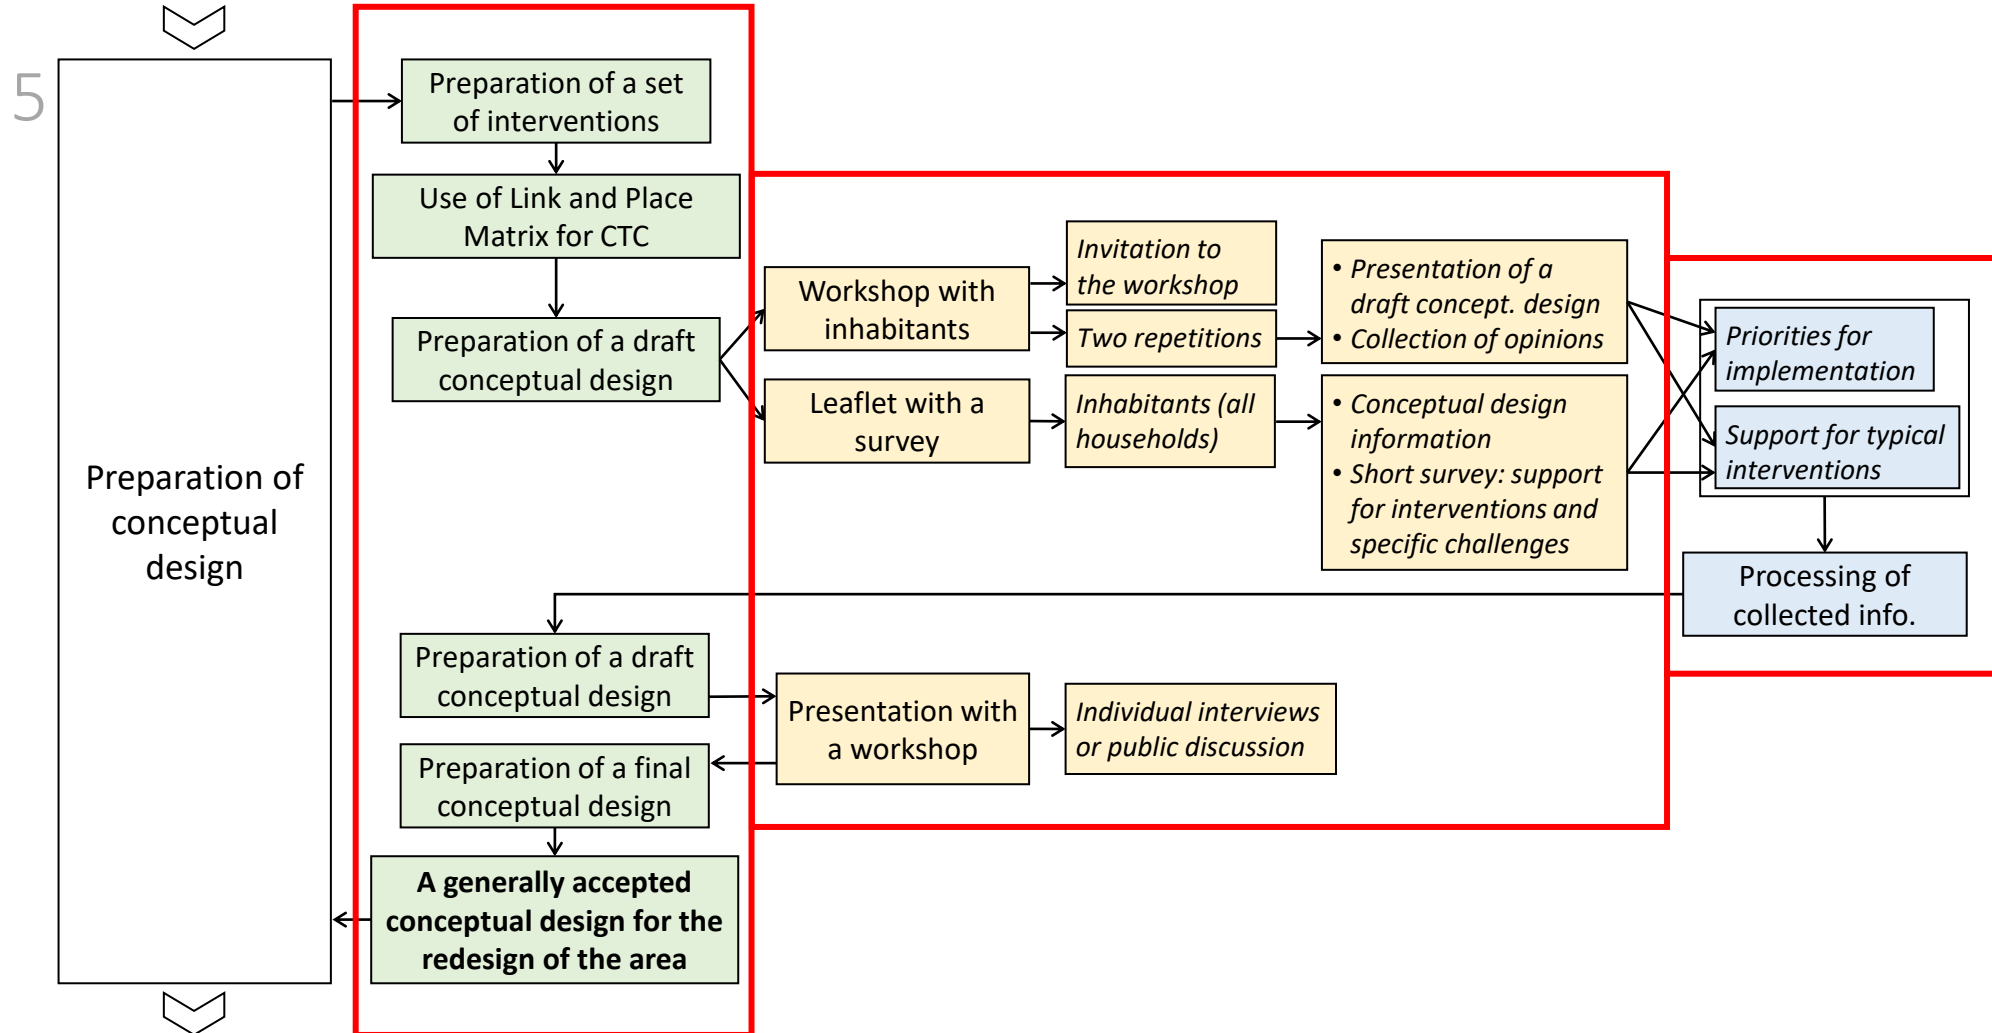 5
Preparation of
conceptual
design
Preparation of a set
of interventions
Use of Link and Place
Matrix for CTC
Preparation of a draft
conceptual design
Workshop with
inhabitants
Invitation to
the workshop
Two repetitions
• Presentation of a
draft concept. design
• Collection of opinions
Leaflet with a
survey
Inhabitants (all
households)
• Conceptual design
information
• Short survey: support
for interventions and
specific challenges
Priorities for
implementation
Support for typical
interventions
Processing of
collected info.
Preparation of a draft
conceptual design
Presentation with
a workshop
Individual interviews
or public discussion
Preparation of a final
conceptual design
A generally accepted
conceptual design for the
redesign of the area